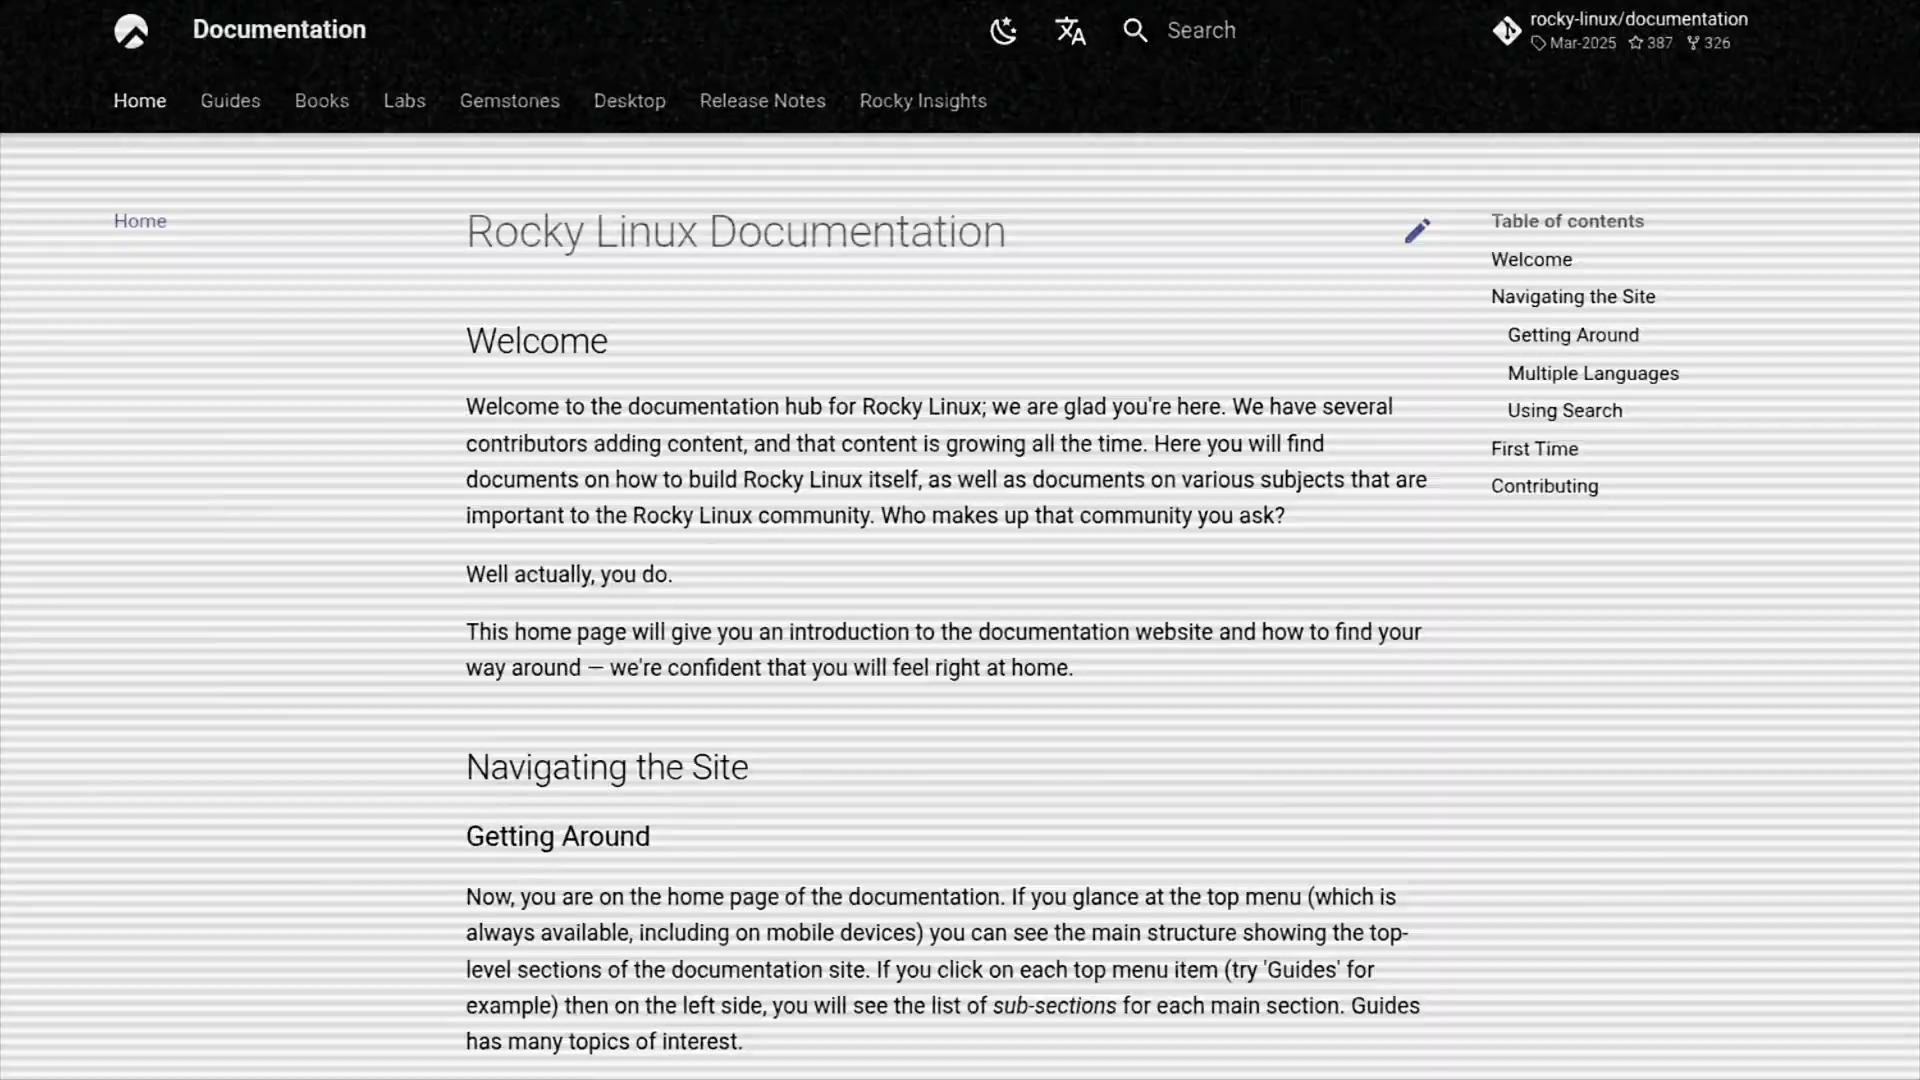 Documentation
Search
rocky-linux/documentation
Mar-2025 387 326
Home Guides Books Labs Gemstones Desktop Release Notes Rocky Insights
Home
Rocky Linux Documentation
Welcome
Welcome to the documentation hub for Rocky Linux; we are glad you're here. We have several
contributors adding content, and that content is growing all the time. Here you will find
documents on how to build Rocky Linux itself, as well as documents on various subjects that are
important to the Rocky Linux community. Who makes up that community you ask?
Well actually, you do.
This home page will give you an introduction to the documentation website and how to find your
way around — we're confident that you will feel right at home.
Navigating the Site
Getting Around
Now, you are on the home page of the documentation. If you glance at the top menu (which is
always available, including on mobile devices) you can see the main structure showing the top-
level sections of the documentation site. If you click on each top menu item (try 'Guides' for
example) then on the left side, you will see the list of sub-sections for each main section. Guides
has many topics of interest.
Table of contents
Welcome
Navigating the Site
Getting Around
Multiple Languages
Using Search
First Time
Contributing